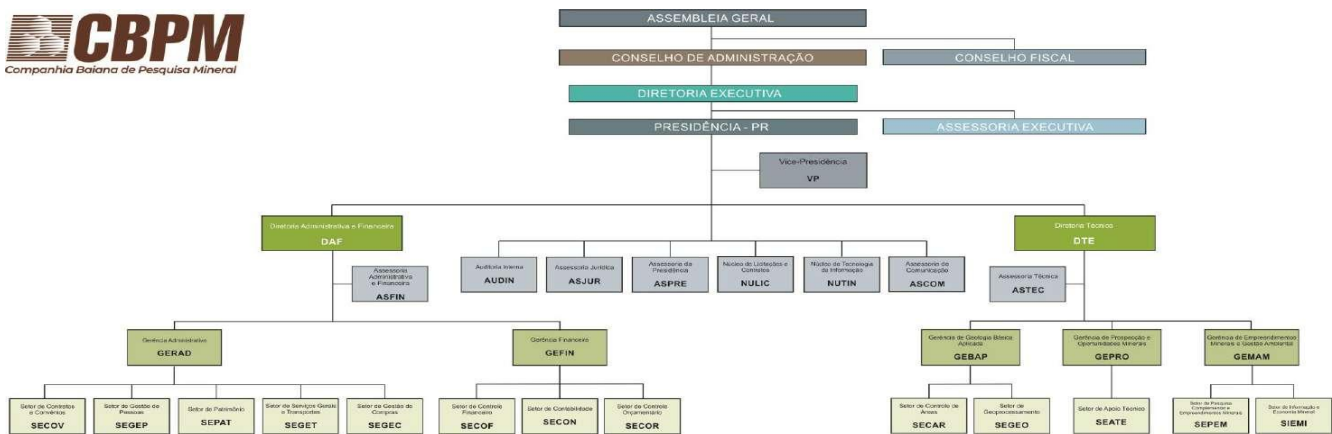 CBPM
Companhia Baiana de Pesquisa Mineral
ASSEMBLEIA GERAL
CONSELHO DE ADMINISTRAÇÃO
CONSELHO FISCAL
DIRETORIA EXECUTIVA
PRESIDÊNCIA - PR
ASSESSORIA EXECUTIVA
Vice-Presidência
VP
Diretoria Administrativa e Financeira
DAF
Diretoria Técnica
DTE
Assessoria
Administrativa
e Financeira
ASFIN
Auditoria Interna
AUDIN
Assessoria Jurídica
ASJUR
Assessoria da
Presidência
ASPRE
Núcleo de Licitações e
Contratos
NULIC
Núcleo de Tecnologia
da Informação
NUTIN
Assessoria de
Comunicação
ASCOM
Assessoria Técnica
ASTEC
Gerência Administrativa
GERAD
Gerência Financeira
GEFIN
Gerência de Geologia Básica
Aplicada
GEBAP
Gerência de Prospecção e
Oportunidades Minerais
GEPRO
Gerência de Empreendimentos
Minerais e Gestão Ambiental
GEMAM
Setor de Contratos
e Convênios
SECOV
Setor de Gestão de
Pessoas
SEGEP
Setor de Patrimônio
SEPAT
Setor de Serviços Gerais
e Transportes
SEGET
Setor de Gestão de
Compras
SEGEC
Setor de Controle
Financeiro
SECOF
Setor de Contabilidade
SECON
Setor de Controle
Orçamentário
SECOR
Setor de Controle de
Áreas
SECAR
Setor de
Geoprocessamento
SEGEO
Setor de Apoio Técnico
SEATE
Setor de Pesquisa
Complementar e
Empreendimentos Minerais
SEPEM
Setor de Informação e
Economia Mineral
SIEMI